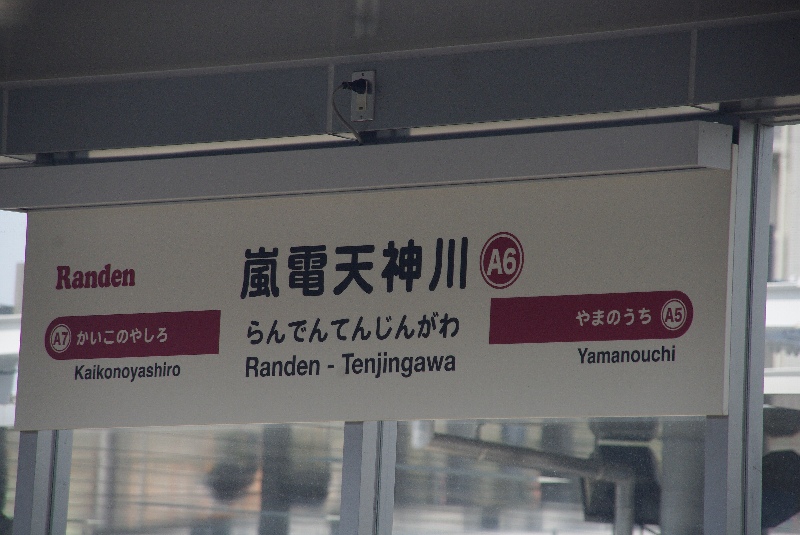 Randen
嵐電天神川 A6
らんでんてんじんがわ
Randen - Tenjingawa
A7 かいこのやしろ
Kaikonoyashiro
やまのうち A5
Yamanouchi